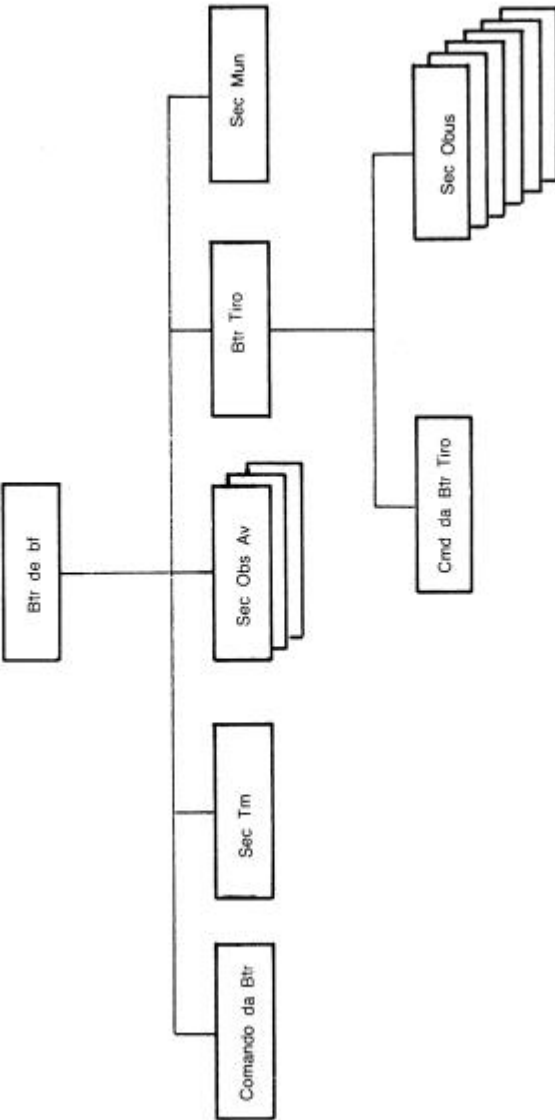 Btr de bf
Comando da Btr
Sec Tm
Sec Obs Av
Btr Tiro
Sec Mun
Cmd da Btr Tiro
Sec Obus